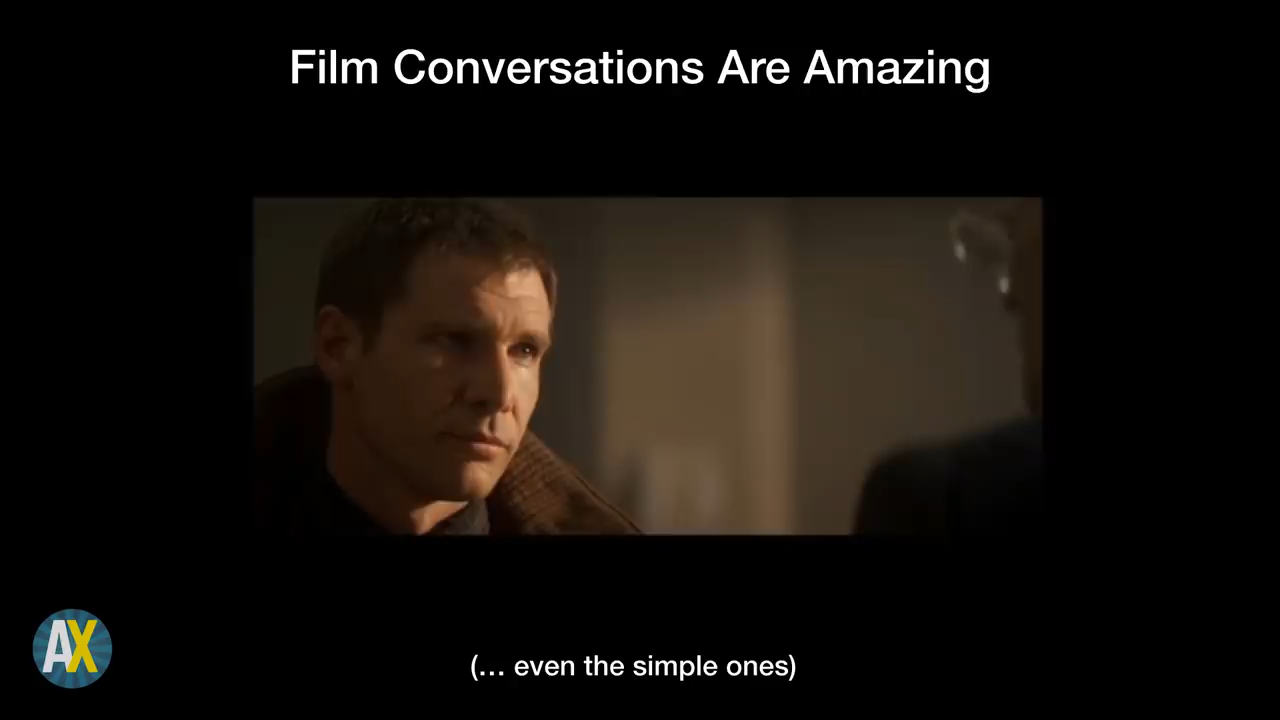 Film Conversations Are Amazing
AX
(... even the simple ones)